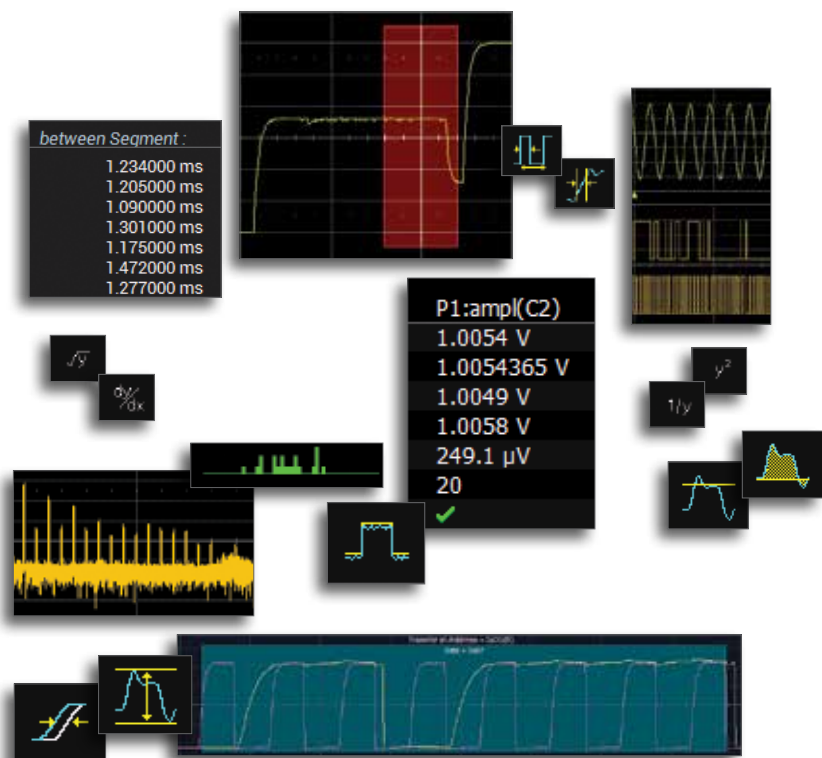 between Segment :
1.234000 ms
1.205000 ms
1.090000 ms
1.301000 ms
1.175000 ms
1.472000 ms
1.277000 ms
P1:ampl(C2)
1.0054 V
1.0054365 V
1.0049 V
1.0058 V
249.1 µV
20
√y
dy/dx
y²
1/y